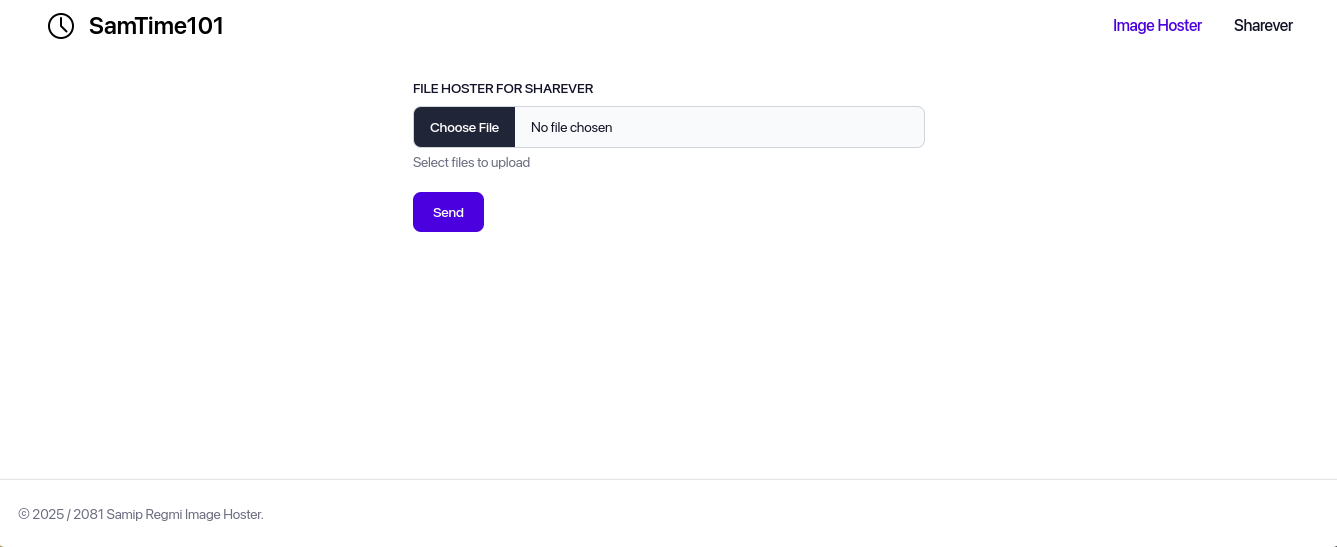 SamTime101
Image Hoster
Sharever
FILE HOSTER FOR SHAREVER
Choose File
No file chosen
Select files to upload
Send
© 2025 / 2081 Samip Regmi Image Hoster.